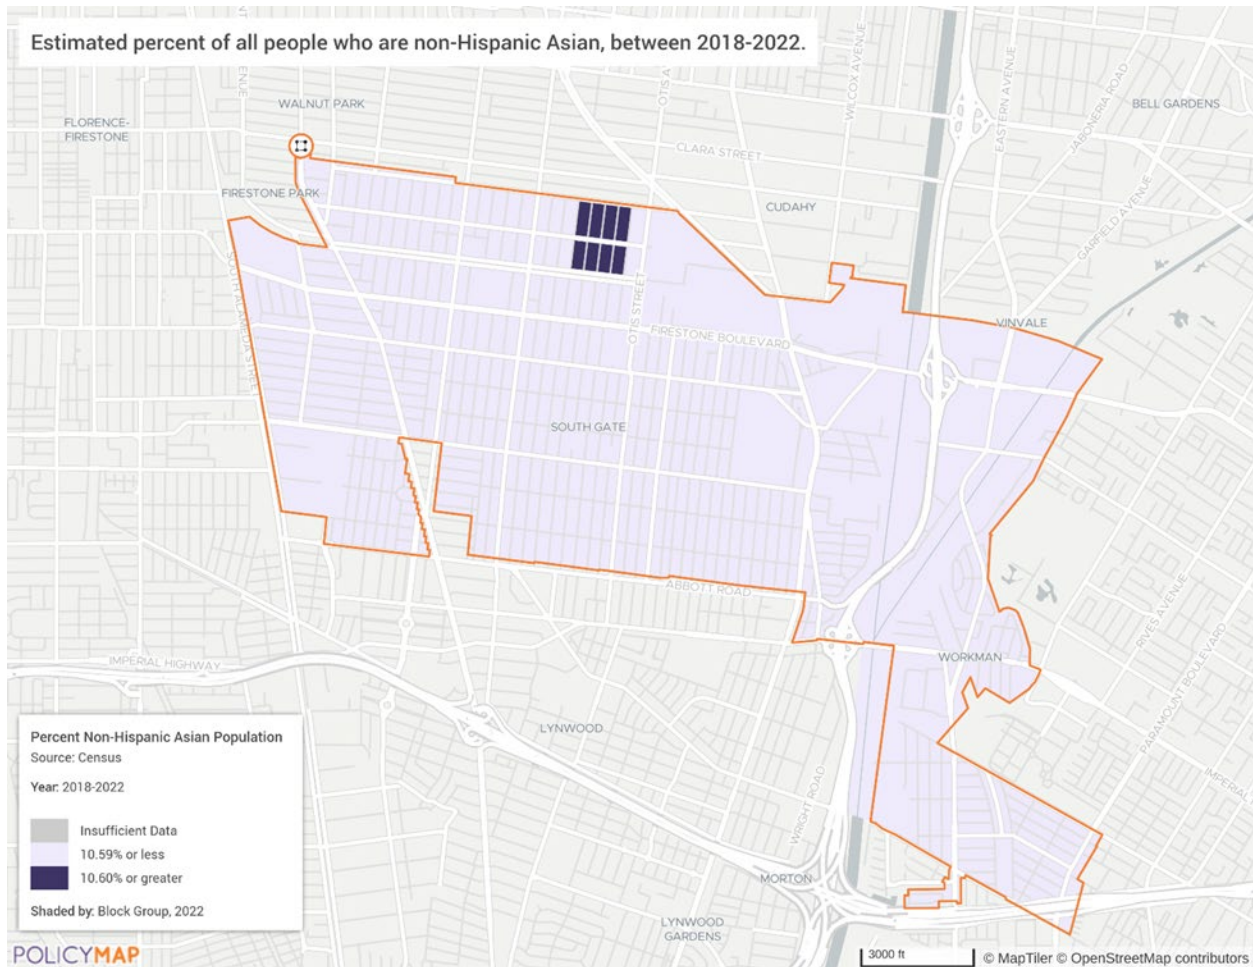 Estimated percent of all people who are non-Hispanic Asian, between 2018-2022.
WALNUT PARK
FLORENCE-
FIRESTONE
OTIS A
WILCOX AVENUE
EASTERN AVENUE
JABONERIA ROAD
BELL GARDENS
CLARA STREET
FIRESTONE PARK
CUDAHY
GARFIELD AVENUE
SOUTH ALAMEDA STREET
OTIS STREET
FIRESTONE BOULEVARD
VINVALE
SOUTH GATE
ABBOTT ROAD
RIVES AVENUE
IMPERIAL HIGHWAY
WORKMAN
PARAMOUNT BOULEVARD
LYNWOOD
IMPERIAL
WRIGHT ROAD
MORTON
LYNWOOD
GARDENS
Percent Non-Hispanic Asian Population
Source: Census
Year: 2018-2022
Insufficient Data
10.59% or less
10.60% or greater
Shaded by: Block Group, 2022
POLICYMAP
3000 ft
© MapTiler © OpenStreetMap contributors